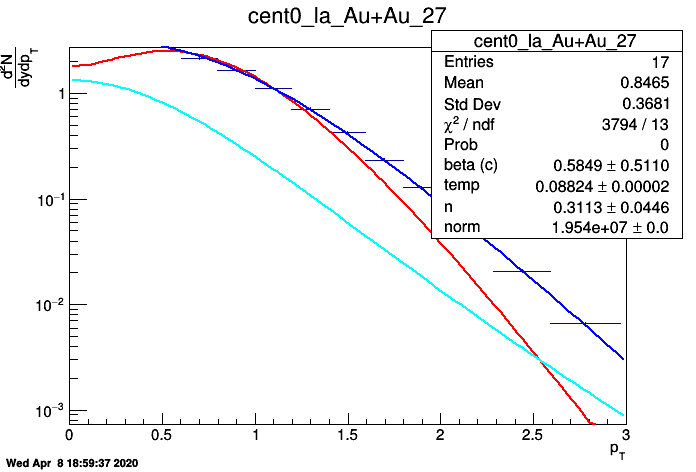 cent0_la_Au+Au_27
d²N
dydp_T
cent0_la_Au+Au_27
Entries 17
Mean 0.8465
Std Dev 0.3681
χ² / ndf 3794 / 13
Prob 0
beta (c) 0.5849 ± 0.5110
temp 0.08824 ± 0.00002
n 0.3113 ± 0.0446
norm 1.954e+07 ± 0.0
1
10⁻¹
10⁻²
10⁻³
0 0.5 1 1.5 2 2.5 3
p_T
Wed Apr 8 18:59:37 2020